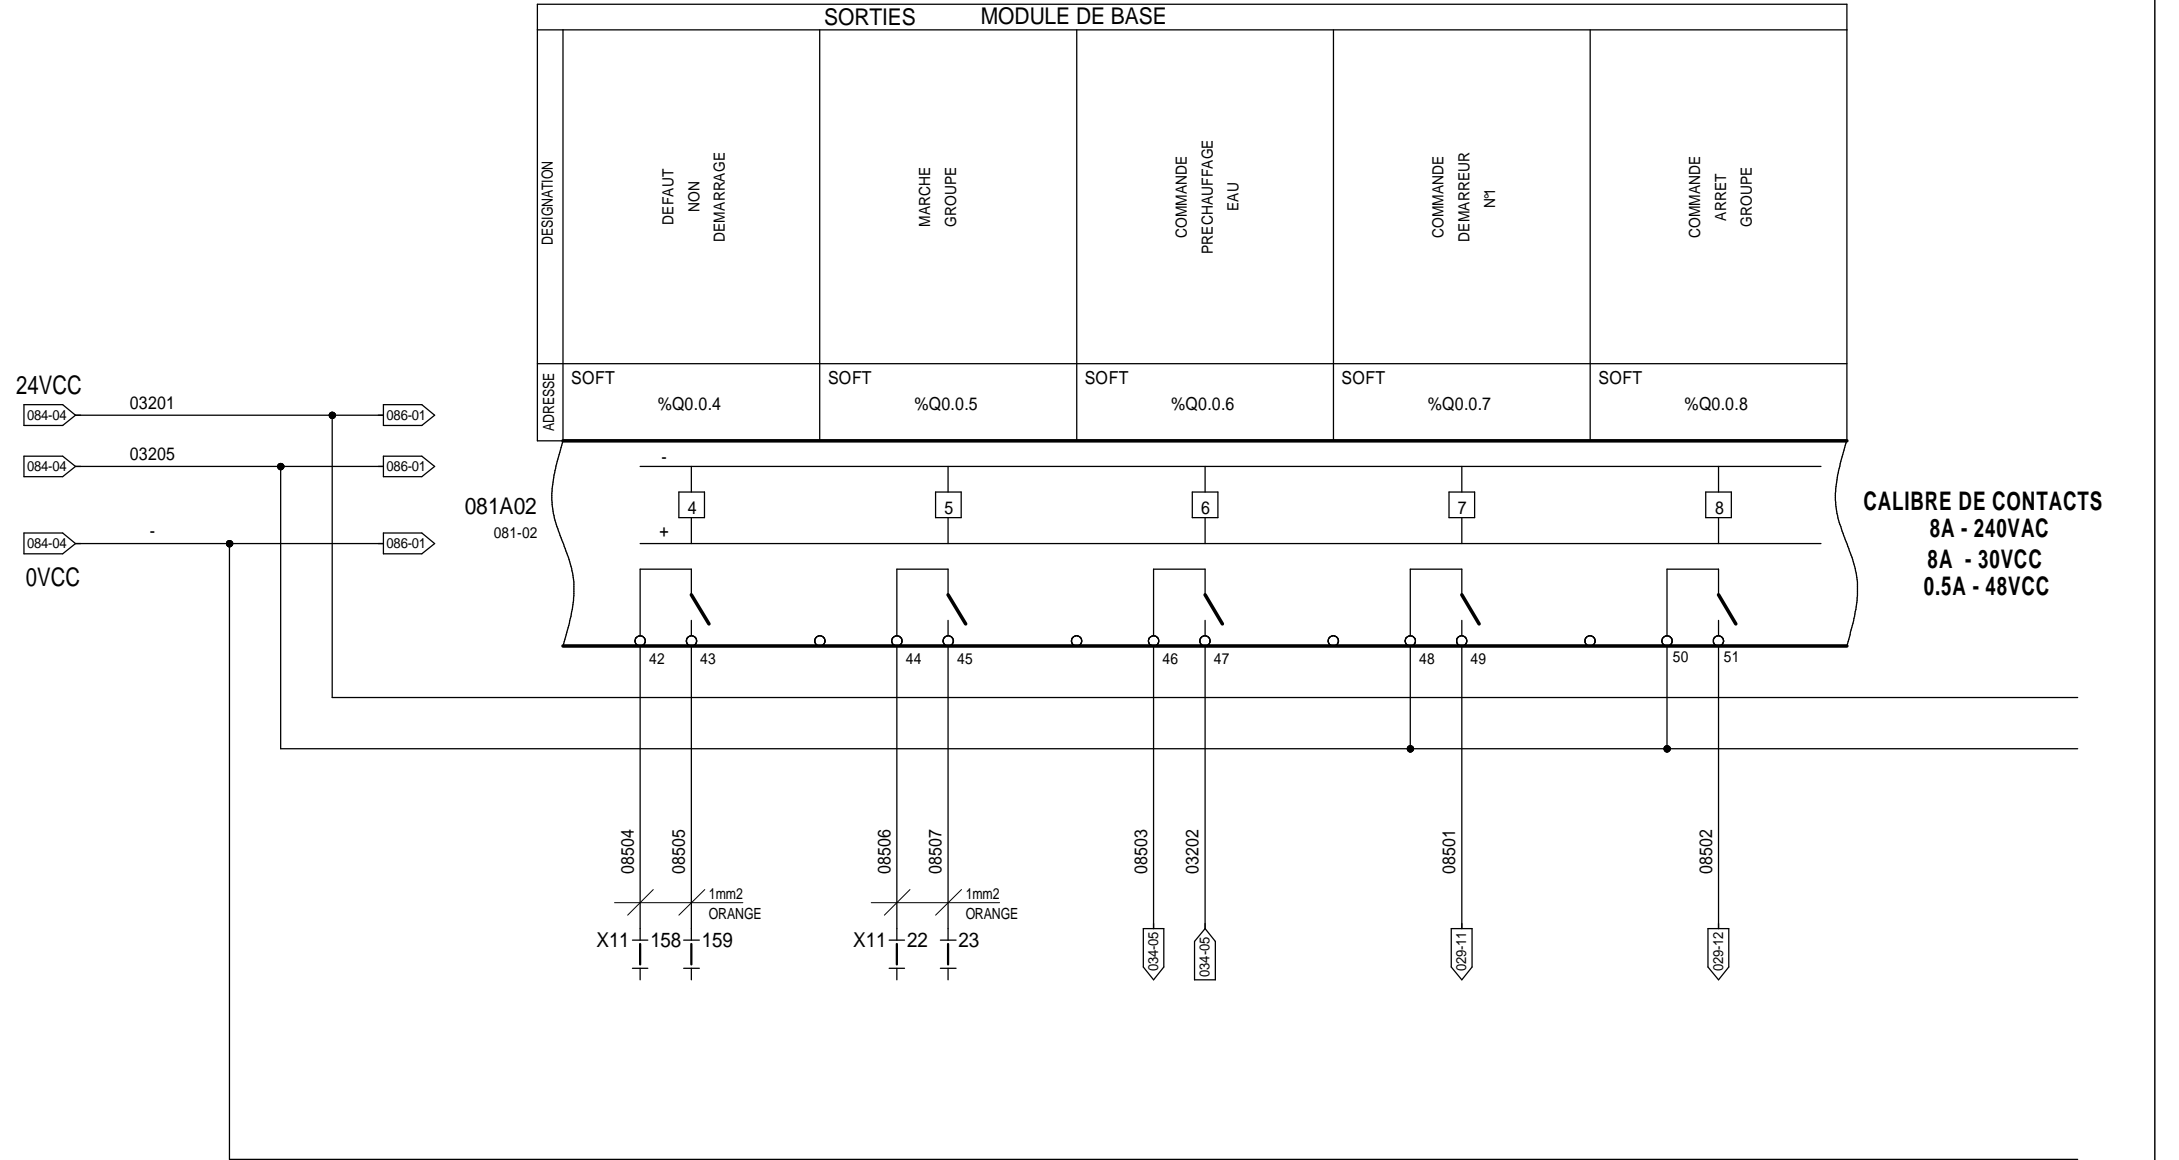 SORTIES MODULE DE BASE
DESIGNATION
DEFAUT
NON
DEMARRAGE
MARCHE
GROUPE
COMMANDE
PRECHAUFFAGE
EAU
COMMANDE
DEMARREUR
N°1
COMMANDE
ARRET
GROUPE
ADRESSE
SOFT
%Q0.0.4
SOFT
%Q0.0.5
SOFT
%Q0.0.6
SOFT
%Q0.0.7
SOFT
%Q0.0.8
24VCC
084-04 03201 086-01
084-04 03205 086-01
084-04 - 086-01
0VCC
081A02
081-02
-
4 5 6 7 8
+
CALIBRE DE CONTACTS
8A - 240VAC
8A - 30VCC
0.5A - 48VCC
42 43 44 45 46 47 48 49 50 51
08504 08505 08506 08507 08503 03202 08501 08502
1mm2
ORANGE
1mm2
ORANGE
X11 158 159
X11 22 23
034-05 034-05 029-11 029-12